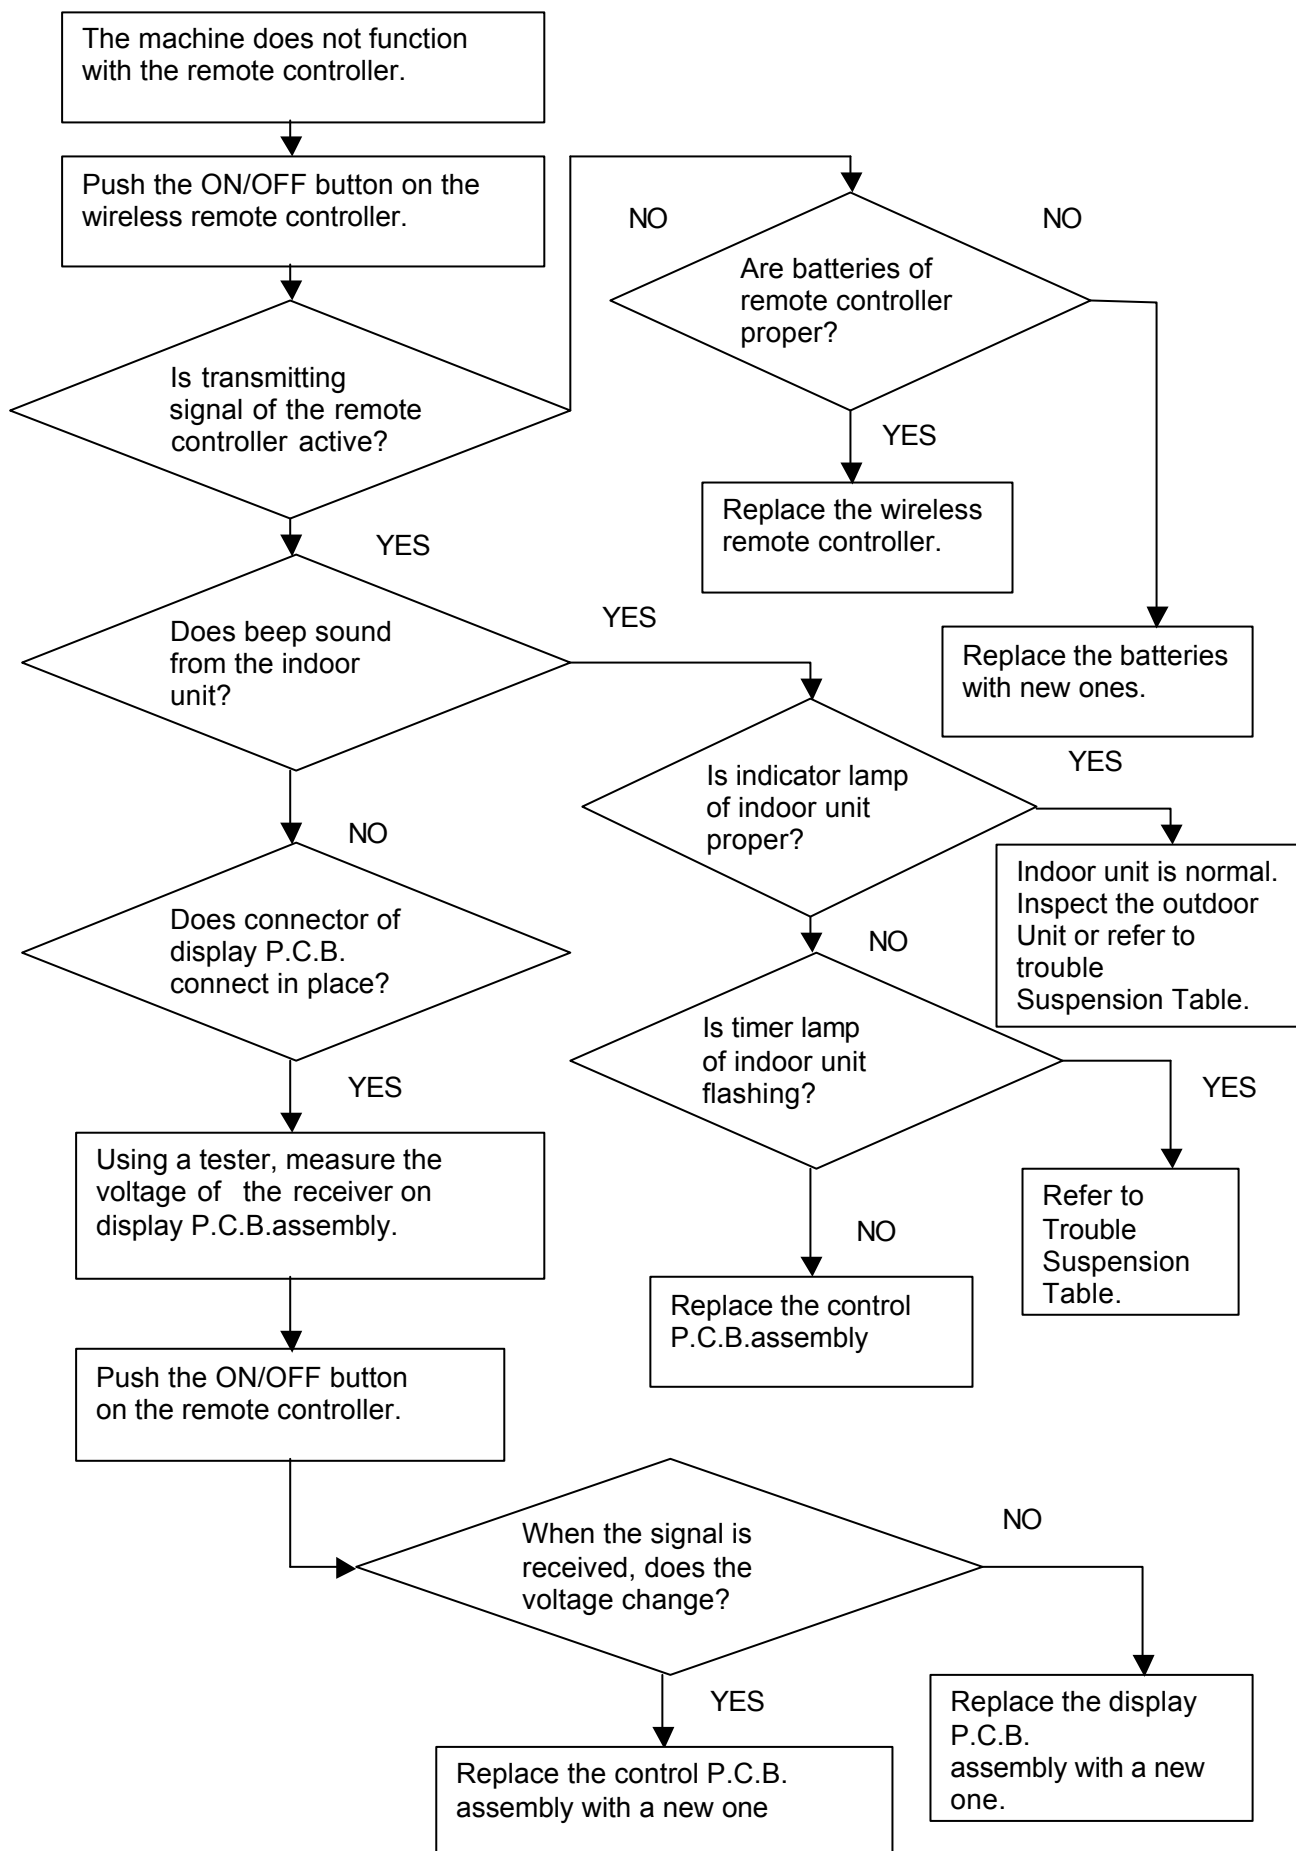 The machine does not function
with the remote controller.
Push the ON/OFF button on the
wireless remote controller.
NO
NO
Are batteries of
remote controller
proper?
Is transmitting
signal of the remote
controller active?
YES
Replace the wireless
remote controller.
YES
Does beep sound
from the indoor
unit?
YES
Replace the batteries
with new ones.
YES
Is indicator lamp
of indoor unit
proper?
NO
Indoor unit is normal.
Inspect the outdoor
Unit or refer to
trouble
Suspension Table.
Does connector of
display P.C.B.
connect in place?
NO
Is timer lamp
of indoor unit
flashing?
YES
YES
Using a tester, measure the
voltage of the receiver on
display P.C.B.assembly.
Refer to
Trouble
Suspension
Table.
NO
Replace the control
P.C.B.assembly
Push the ON/OFF button
on the remote controller.
NO
When the signal is
received, does the
voltage change?
YES
Replace the display
P.C.B.
assembly with a new
one.
Replace the control P.C.B.
assembly with a new one